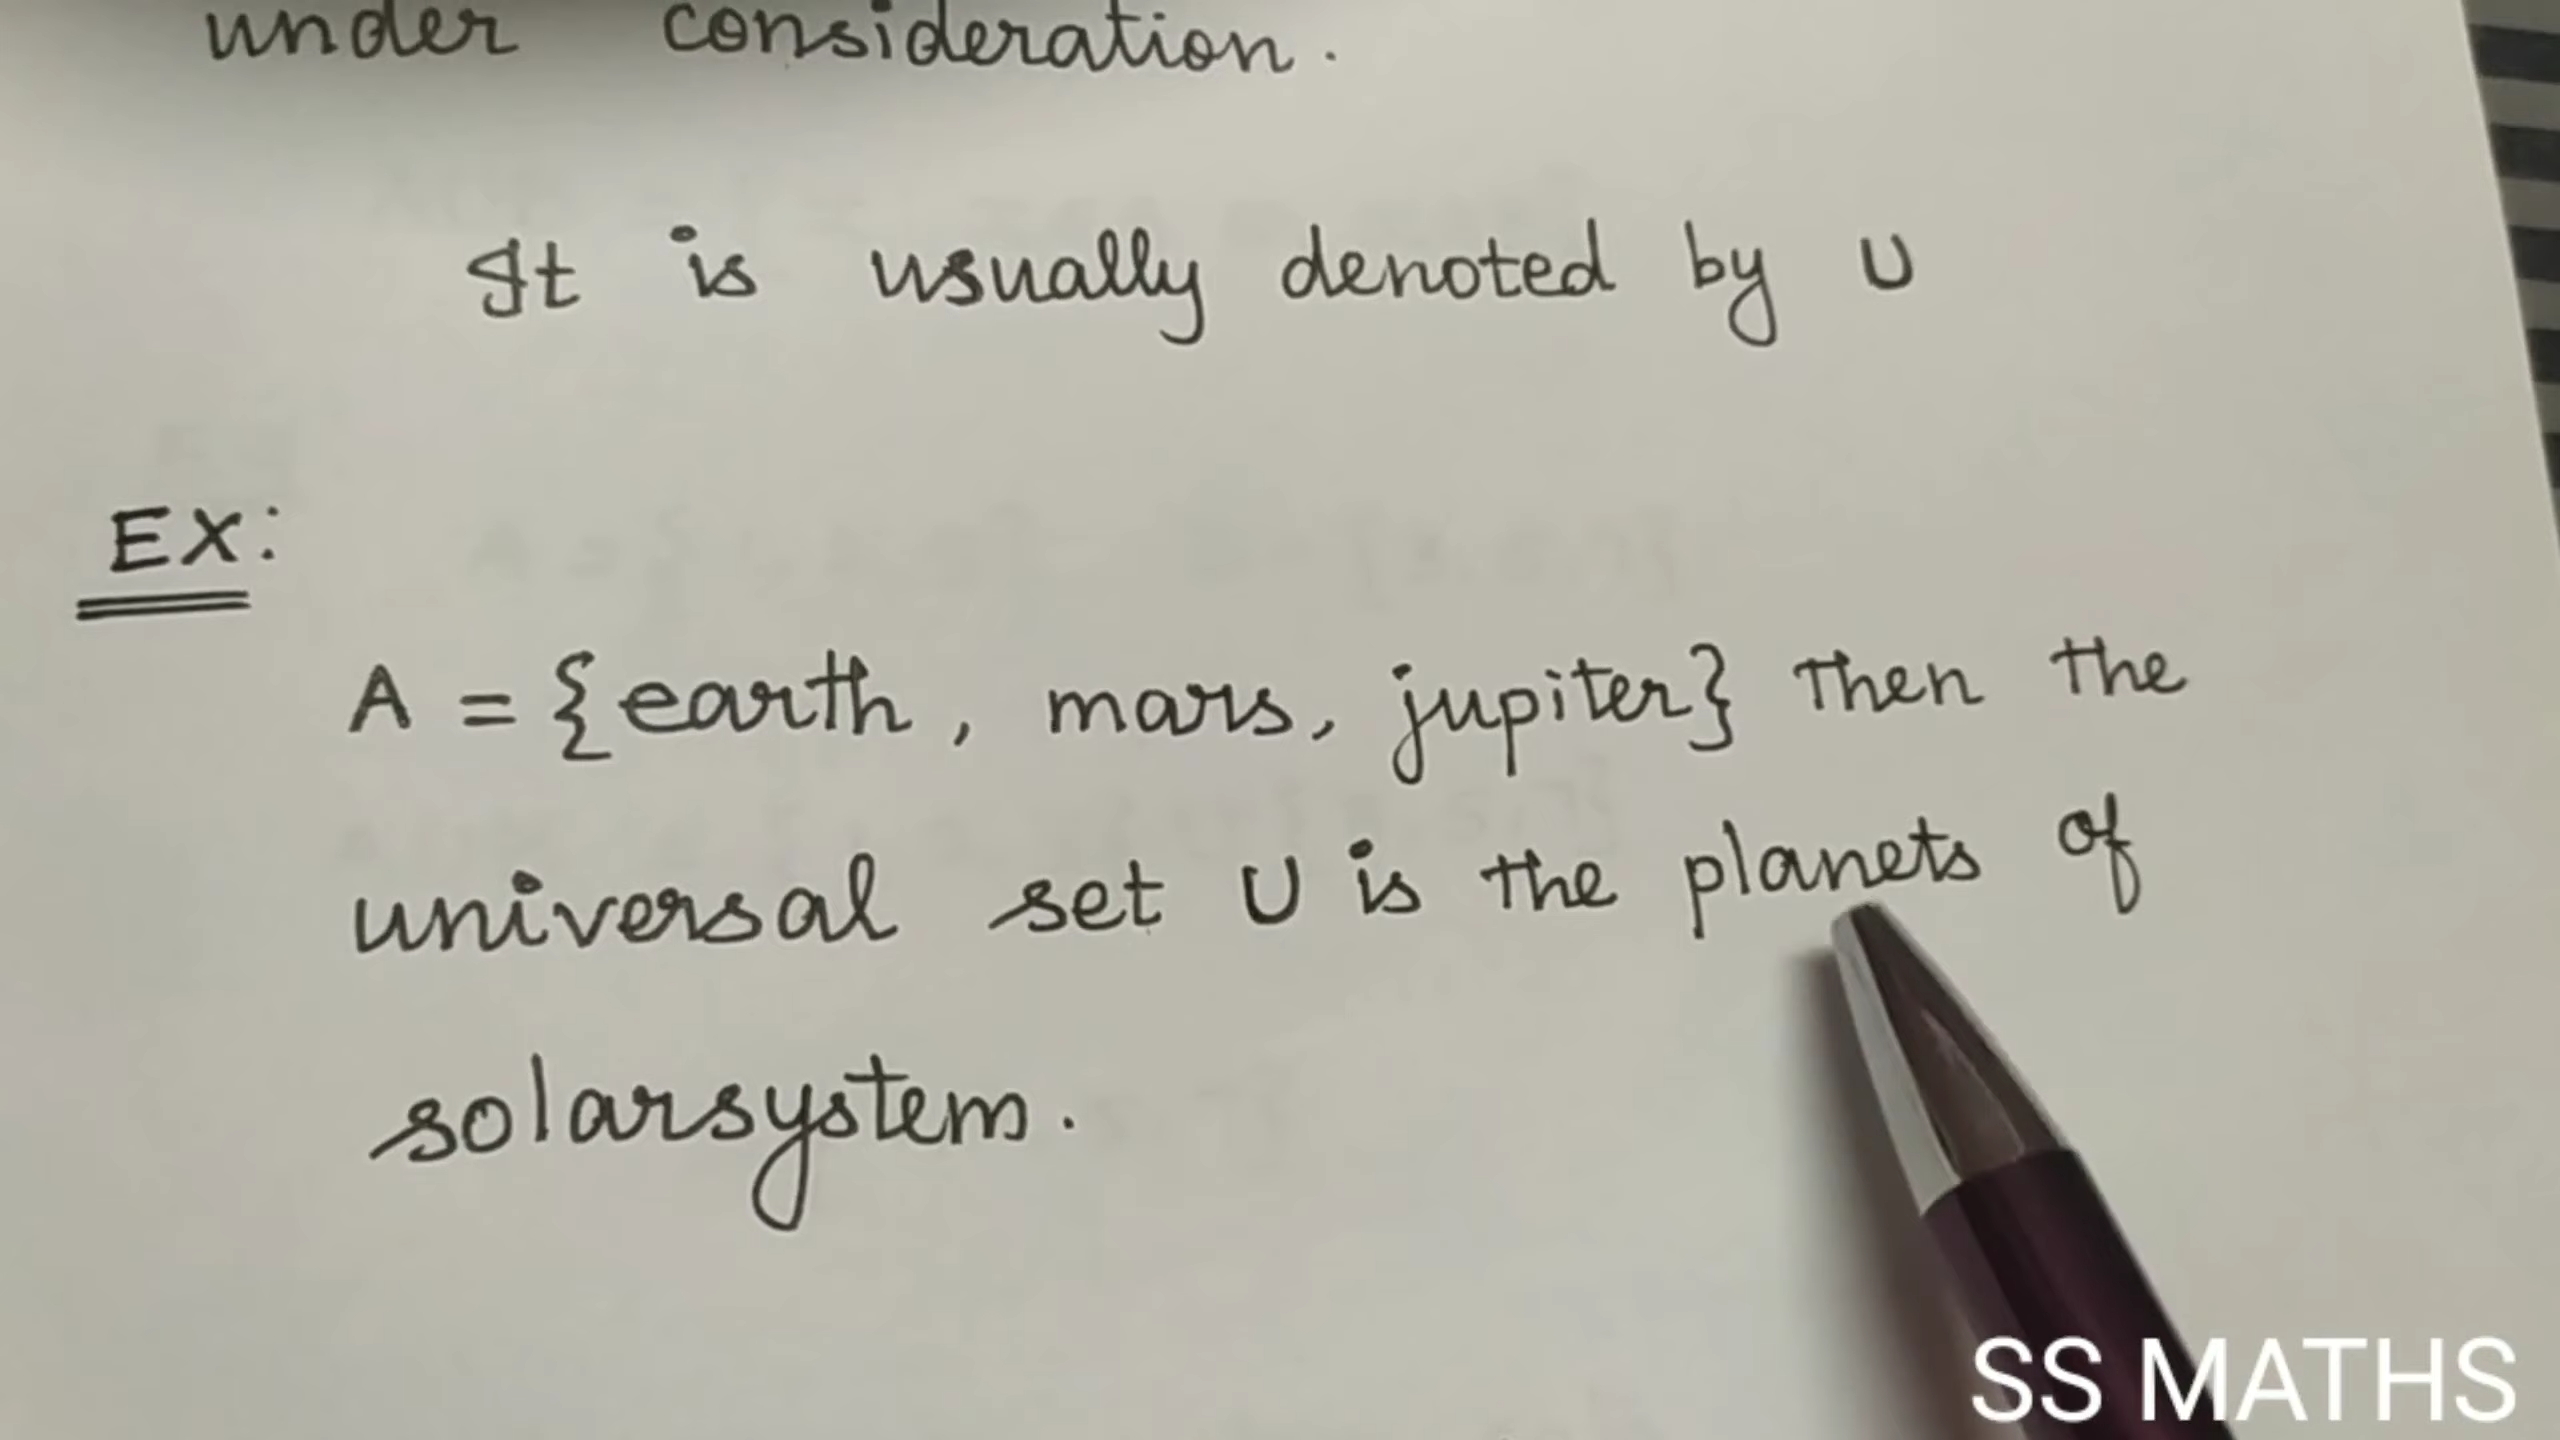 under consideration.
It is usually denoted by U
EX:
A = {earth, mars, jupiter} then the
universal set U is the planets of
solarsystem.
SS MATHS